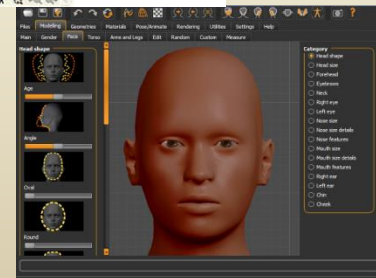 Files Modelling Geometries Materials Pose/Animate Rendering Utilities Settings Help
Main Gender Face Torso Arms and Legs Edit Random Custom Measure
Head shape
Age
Angle
Oval
Round
Category
Head shape
Head size
Forehead
Eyebrows
Neck
Right eye
Left eye
Nose size
Nose size details
Nose features
Mouth size
Mouth size details
Mouth features
Right ear
Left ear
Chin
Cheek